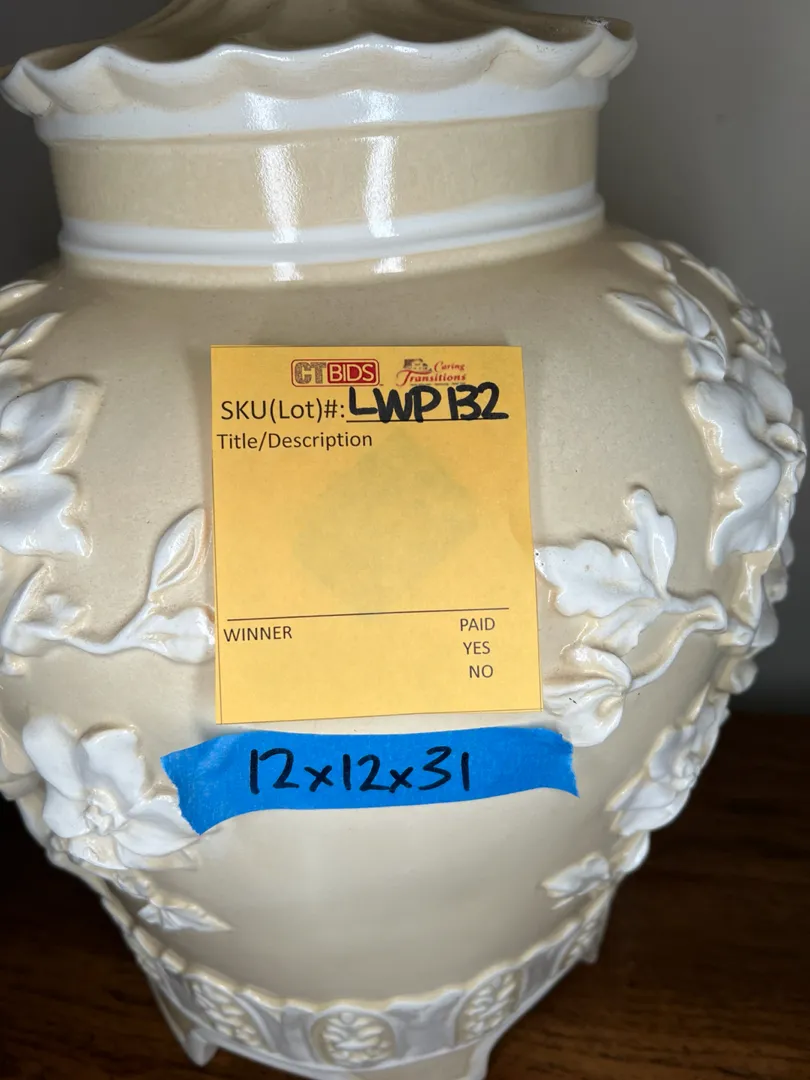 CTBIDS Caring Transitions
SKU(Lot)#: LWP132
Title/Description
WINNER PAID
YES
NO
12x12x31